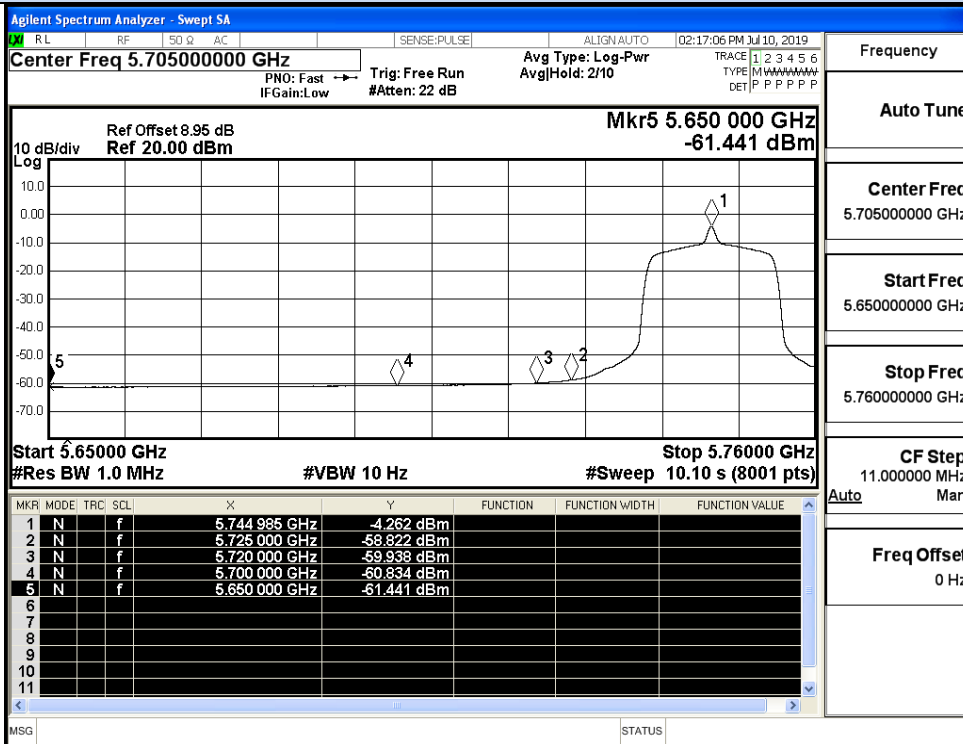 Agilent Spectrum Analyzer - Swept SA
LXI RL RF 50 Ω AC SENSE:PULSE ALIGNAUTO 02:17:06 PM Jul 10, 2019
Center Freq 5.705000000 GHz Avg Type: Log-Pwr TRACE 1 2 3 4 5 6
PNO: Fast Trig: Free Run Avg|Hold: 2/10 TYPE M W W W W W
IFGain:Low #Atten: 22 dB DET P P P P P P
Mkr5 5.650 000 GHz
-61.441 dBm
Ref Offset 8.95 dB
10 dB/div Ref 20.00 dBm
Log
10.0
0.00
-10.0
-20.0
-30.0
-40.0
-50.0
-60.0
-70.0
5 4 3 2 1
Start 5.65000 GHz Stop 5.76000 GHz
#Res BW 1.0 MHz #VBW 10 Hz #Sweep 10.10 s (8001 pts)
MKR MODE TRC SCL X Y FUNCTION FUNCTION WIDTH FUNCTION VALUE
1 N f 5.744 985 GHz -4.262 dBm
2 N f 5.725 000 GHz -58.822 dBm
3 N f 5.720 000 GHz -59.938 dBm
4 N f 5.700 000 GHz -60.834 dBm
5 N f 5.650 000 GHz -61.441 dBm
6
7
8
9
10
11
MSG STATUS
Frequency
Auto Tune
Center Freq
5.705000000 GHz
Start Freq
5.650000000 GHz
Stop Freq
5.760000000 GHz
CF Step
11.000000 MHz
Auto Man
Freq Offset
0 Hz